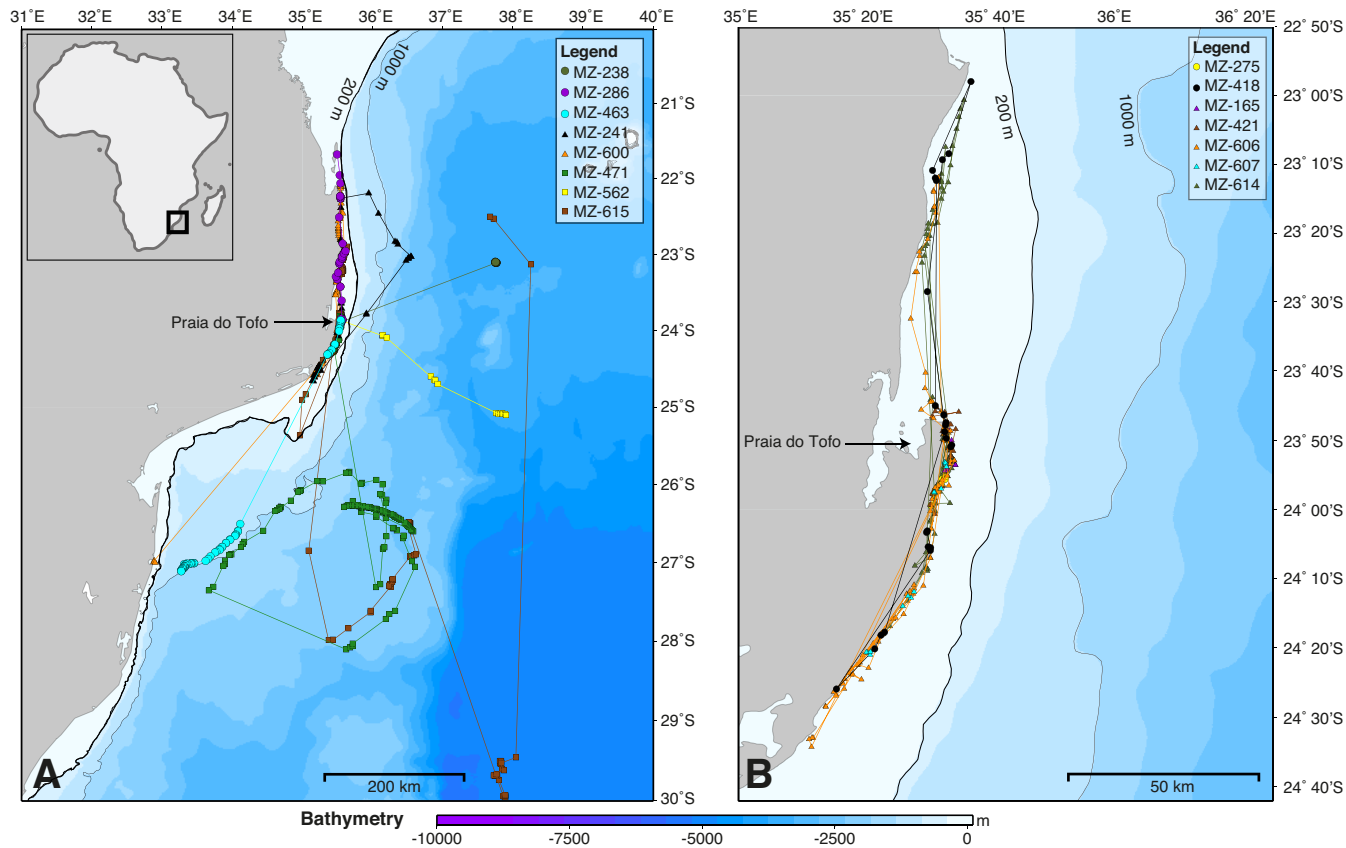 31°E 32°E 33°E 34°E 35°E 36°E 37°E 38°E 39°E 40°E
200 m
1000 m
Legend
MZ-238
MZ-286
MZ-463
MZ-241
MZ-600
MZ-471
MZ-562
MZ-615
21°S
22°S
23°S
24°S
25°S
26°S
27°S
28°S
29°S
30°S
Praia do Tofo
A
200 km
35°E 35°20'E 35°40'E 36°E 36°20'E
200 m
1000 m
Legend
MZ-275
MZ-418
MZ-165
MZ-421
MZ-606
MZ-607
MZ-614
22°50'S
23°00'S
23°10'S
23°20'S
23°30'S
23°40'S
23°50'S
24°00'S
24°10'S
24°20'S
24°30'S
24°40'S
Praia do Tofo
B
50 km
Bathymetry
m
-10000 -7500 -5000 -2500 0